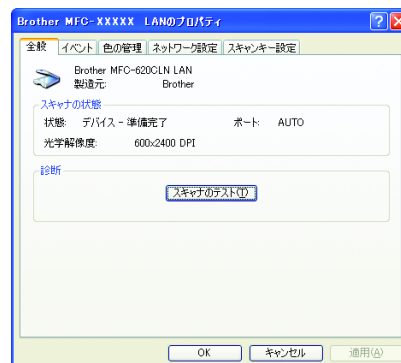 Brother MFC-XXXXX LANのプロパティ
全般 イベント 色の管理 ネットワーク設定 スキャンキー設定
Brother MFC-620CLN LAN
製造元: Brother
スキャナの状態
状態: デバイス - 準備完了 ポート: AUTO
光学解像度: 600x2400 DPI
診断
スキャナのテスト(T)
OK キャンセル 適用(A)